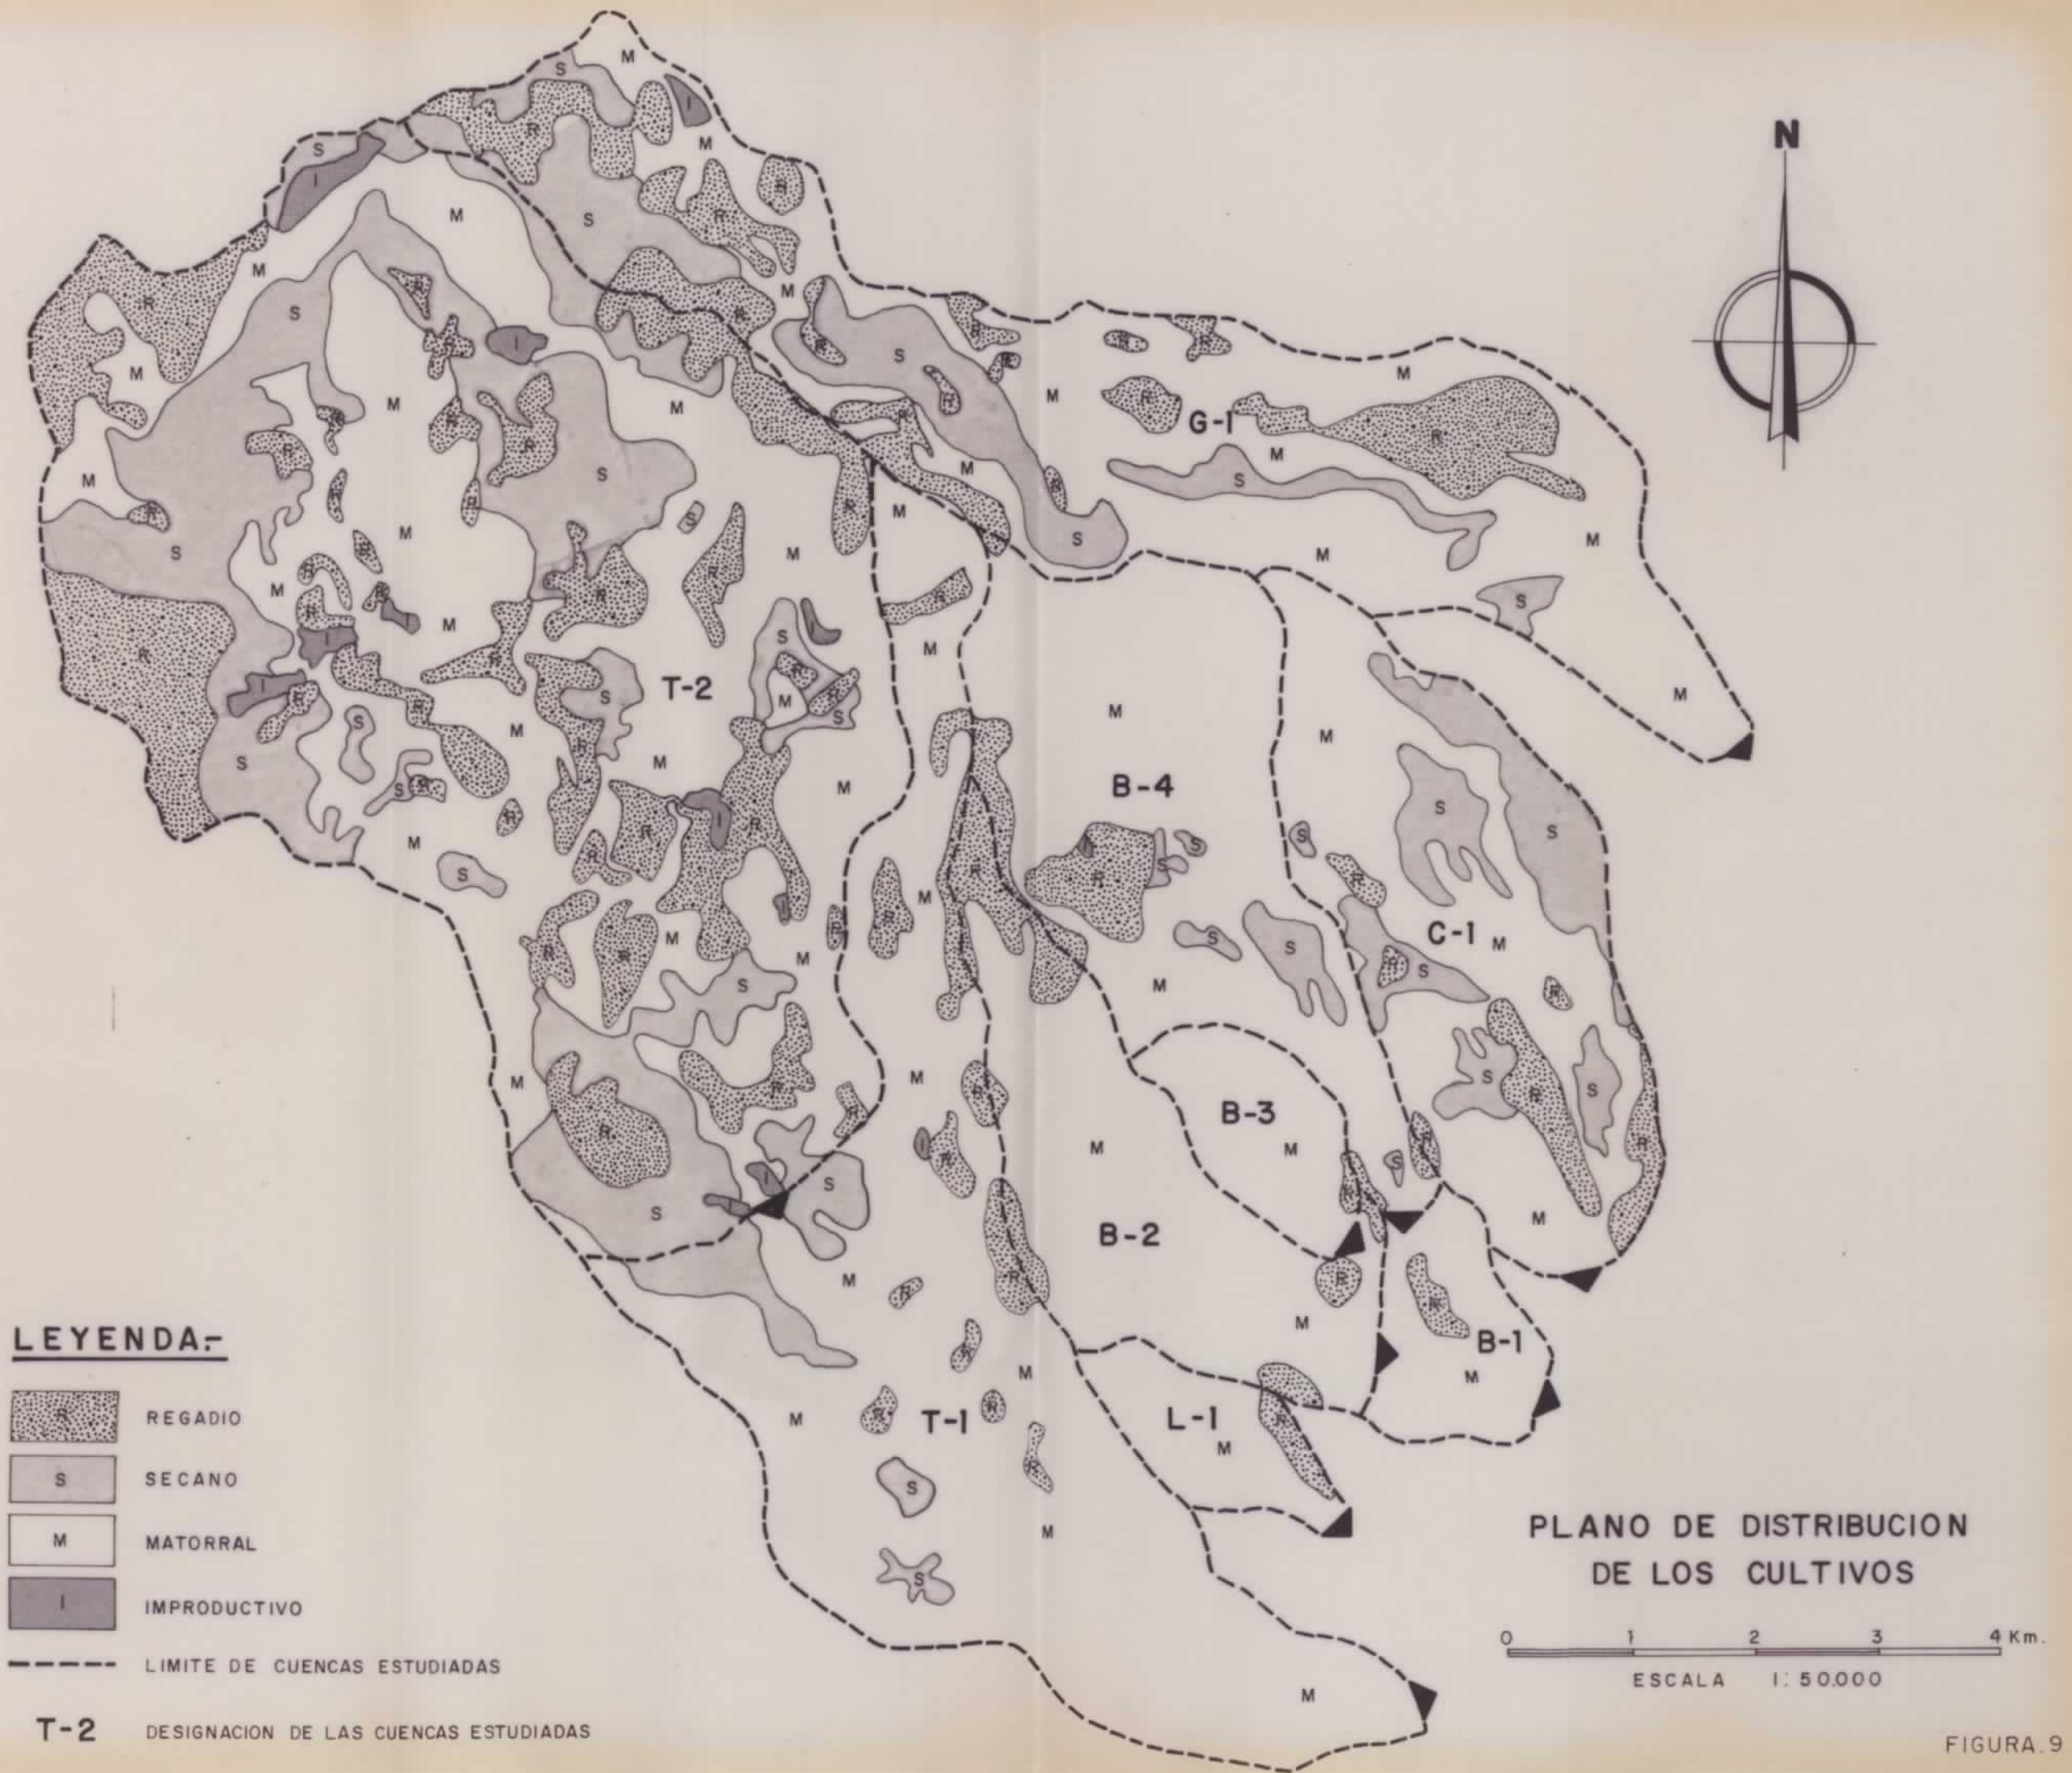 N
G-1
T-2
B-4
C-1
B-3
B-2
B-1
L-1
T-1
LEYENDA:-
R REGADIO
S SECANO
M MATORRAL
I IMPRODUCTIVO
LIMITE DE CUENCAS ESTUDIADAS
T-2 DESIGNACION DE LAS CUENCAS ESTUDIADAS
PLANO DE DISTRIBUCION
DE LOS CULTIVOS
0 1 2 3 4 Km.
ESCALA 1:50.000
FIGURA.9